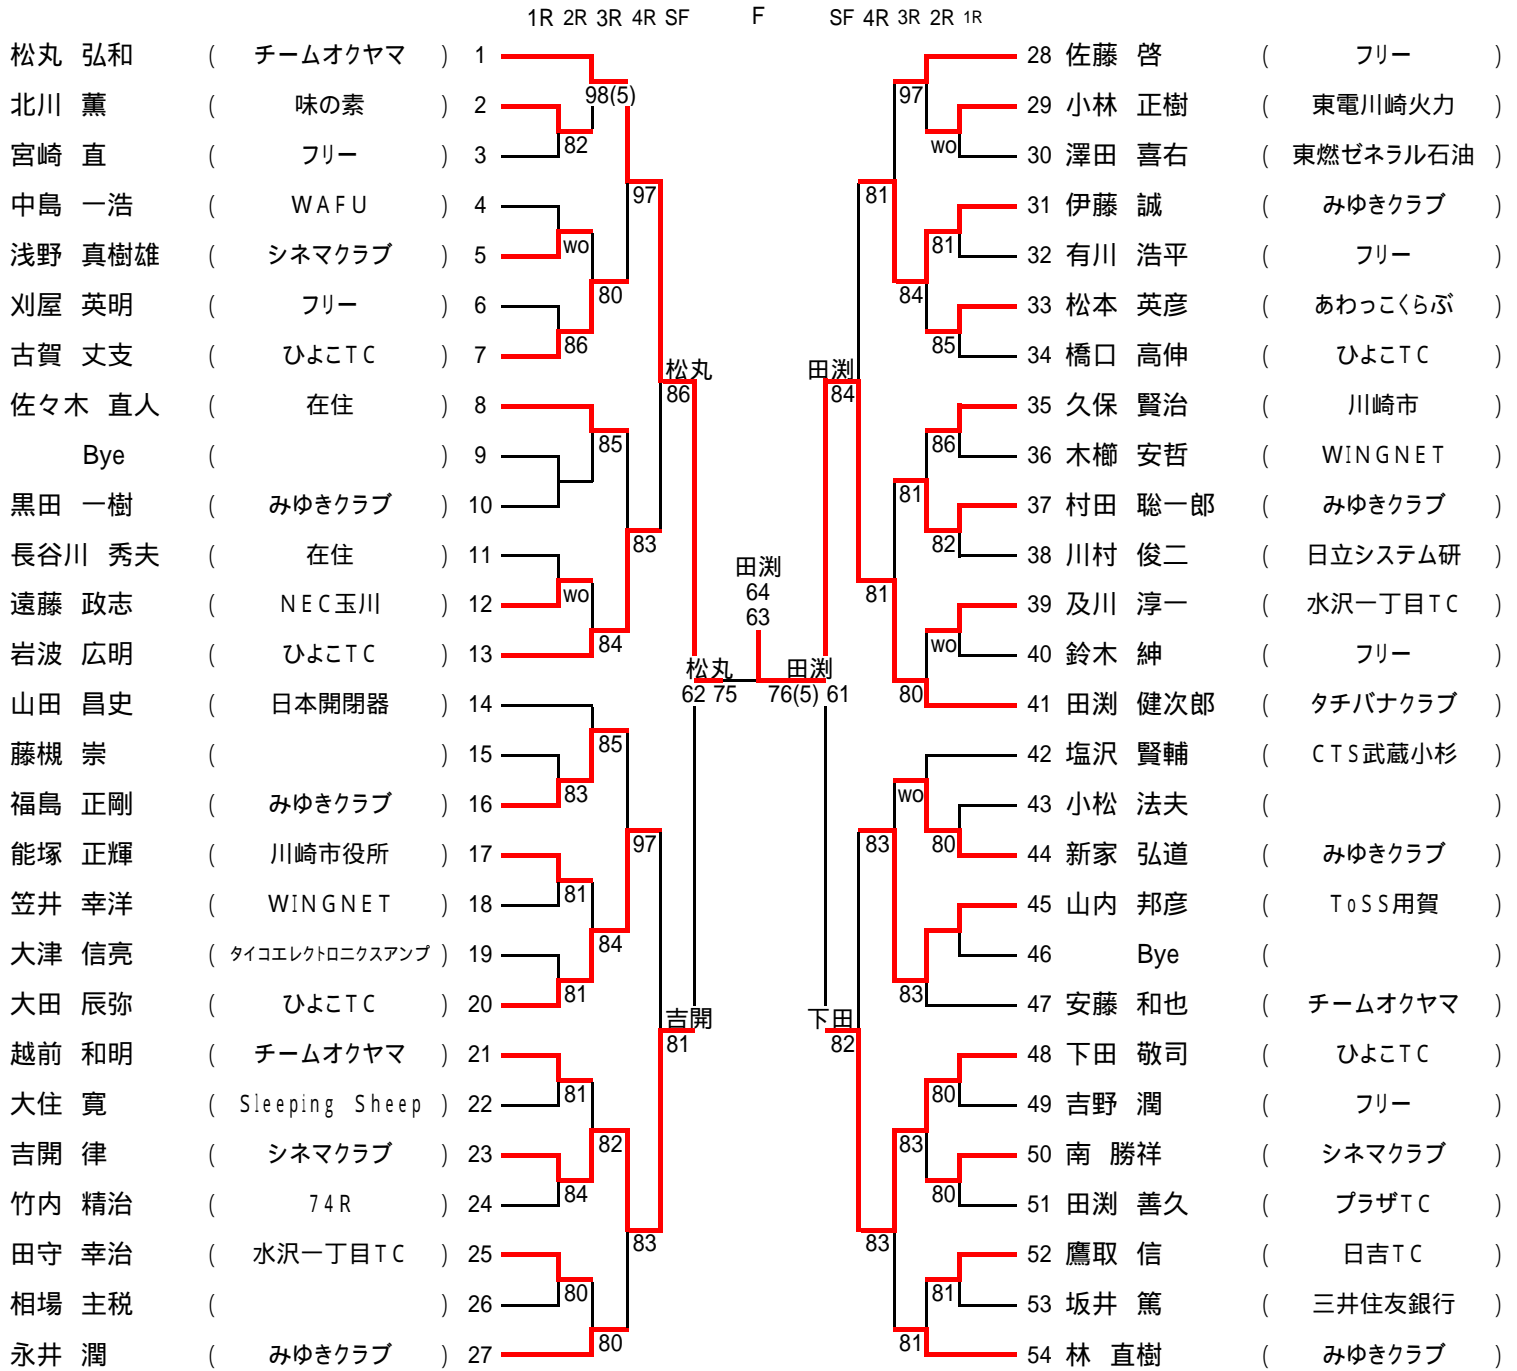 1R 2R 3R 4R SF F SF 4R 3R 2R 1R
松丸 弘和 ( チームオクヤマ ) 1 28 佐藤 啓 ( フリー )
98(5) 97
北川 薫 ( 味の素 ) 2 29 小林 正樹 ( 東電川崎火力 )
82 wo
宮崎 直 ( フリー ) 3 30 澤田 喜右 ( 東燃ゼネラル石油 )
97 81
中島 一浩 ( WAFU ) 4 31 伊藤 誠 ( みゆきクラブ )
wo 81
浅野 真樹雄 ( シネマクラブ ) 5 32 有川 浩平 ( フリー )
80 84
刈屋 英明 ( フリー ) 6 33 松本 英彦 ( あわっこくらぶ )
86 85
古賀 丈支 ( ひよこTC ) 7 34 橋口 高伸 ( ひよこTC )
松丸 田渕
86 84
佐々木 直人 ( 在住 ) 8 35 久保 賢治 ( 川崎市 )
85 86
Bye ( ) 9 36 木櫛 安哲 ( WINGNET )
81
黒田 一樹 ( みゆきクラブ ) 10 37 村田 聡一郎 ( みゆきクラブ )
83 82
長谷川 秀夫 ( 在住 ) 11 38 川村 俊二 ( 日立システム研 )
田渕
wo 64 81
遠藤 政志 ( NEC玉川 ) 12 39 及川 淳一 ( 水沢一丁目TC )
63
84 wo
岩波 広明 ( ひよこTC ) 13 40 鈴木 紳 ( フリー )
松丸 田渕
62 75 76(5) 61 80
山田 昌史 ( 日本開閉器 ) 14 41 田渕 健次郎 ( タチバナクラブ )
85
藤槻 崇 ( ) 15 42 塩沢 賢輔 ( CTS武蔵小杉 )
83 wo
福島 正剛 ( みゆきクラブ ) 16 43 小松 法夫 ( )
97 83 80
能塚 正輝 ( 川崎市役所 ) 17 44 新家 弘道 ( みゆきクラブ )
81
笠井 幸洋 ( WINGNET ) 18 45 山内 邦彦 ( ToSS用賀 )
84
大津 信亮 ( タイコエレクトロニクスアンプ ) 19 46 Bye ( )
81 83
大田 辰弥 ( ひよこTC ) 20 47 安藤 和也 ( チームオクヤマ )
吉開 下田
81 82
越前 和明 ( チームオクヤマ ) 21 48 下田 敬司 ( ひよこTC )
81 80
大住 寛 ( Sleeping Sheep ) 22 49 吉野 潤 ( フリー )
82 83
吉開 律 ( シネマクラブ ) 23 50 南 勝祥 ( シネマクラブ )
84 80
竹内 精治 ( 74R ) 24 51 田渕 善久 ( プラザTC )
83 83
田守 幸治 ( 水沢一丁目TC ) 25 52 鷹取 信 ( 日吉TC )
80 81
相場 主税 ( ) 26 53 坂井 篤 ( 三井住友銀行 )
80 81
永井 潤 ( みゆきクラブ ) 27 54 林 直樹 ( みゆきクラブ )